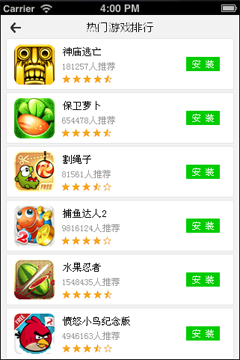 4:00 PM
热门游戏排行
神庙逃亡
181257人推荐
安 装
保卫萝卜
654478人推荐
安 装
割绳子
81561人推荐
安 装
捕鱼达人2
9816124人推荐
安 装
水果忍者
1548435人推荐
安 装
愤怒小鸟纪念版
4946163人推荐
安 装